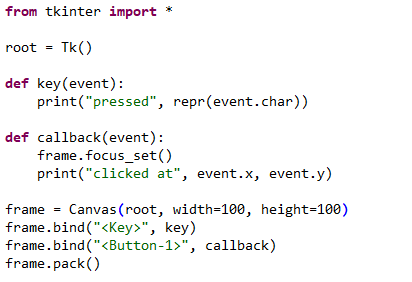 from tkinter import *
root = Tk()
def key(event):
    print("pressed", repr(event.char))
def callback(event):
    frame.focus_set()
    print("clicked at", event.x, event.y)
frame = Canvas(root, width=100, height=100)
frame.bind("<Key>", key)
frame.bind("<Button-1>", callback)
frame.pack()